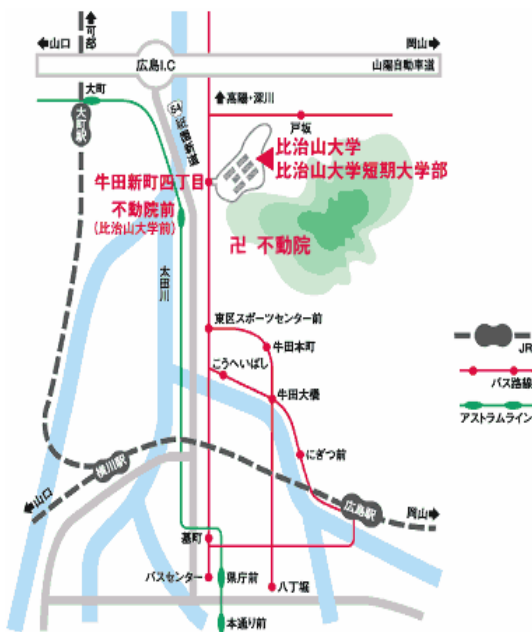 可部
山口
広島I.C
岡山
山陽自動車道
大町
大町駅
54
祇園新道
高陽・深川
戸坂
比治山大学
比治山大学短期大学部
牛田新町四丁目
不動院前
(比治山大学前)
卍 不動院
太田川
東区スポーツセンター前
牛田本町
こうへいばし
牛田大橋
にぎつ前
JR
バス路線
アストラムライン
横川駅
山口
広島駅
岡山
基町
バスセンター
県庁前
八丁堀
本通り前